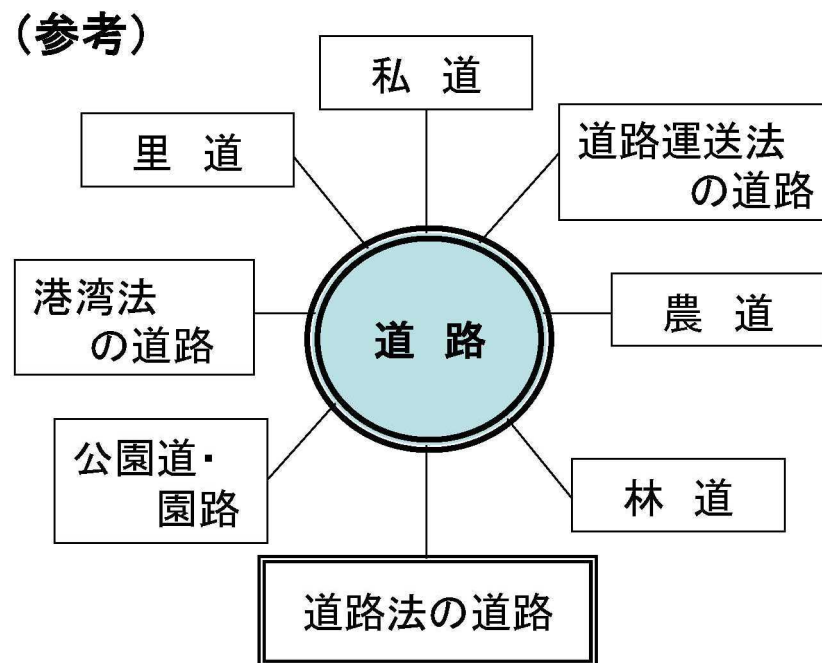 (参考)
私 道
里 道
道路運送法
の道路
港湾法
の道路
道 路
農 道
公園道・
園路
林 道
道路法の道路